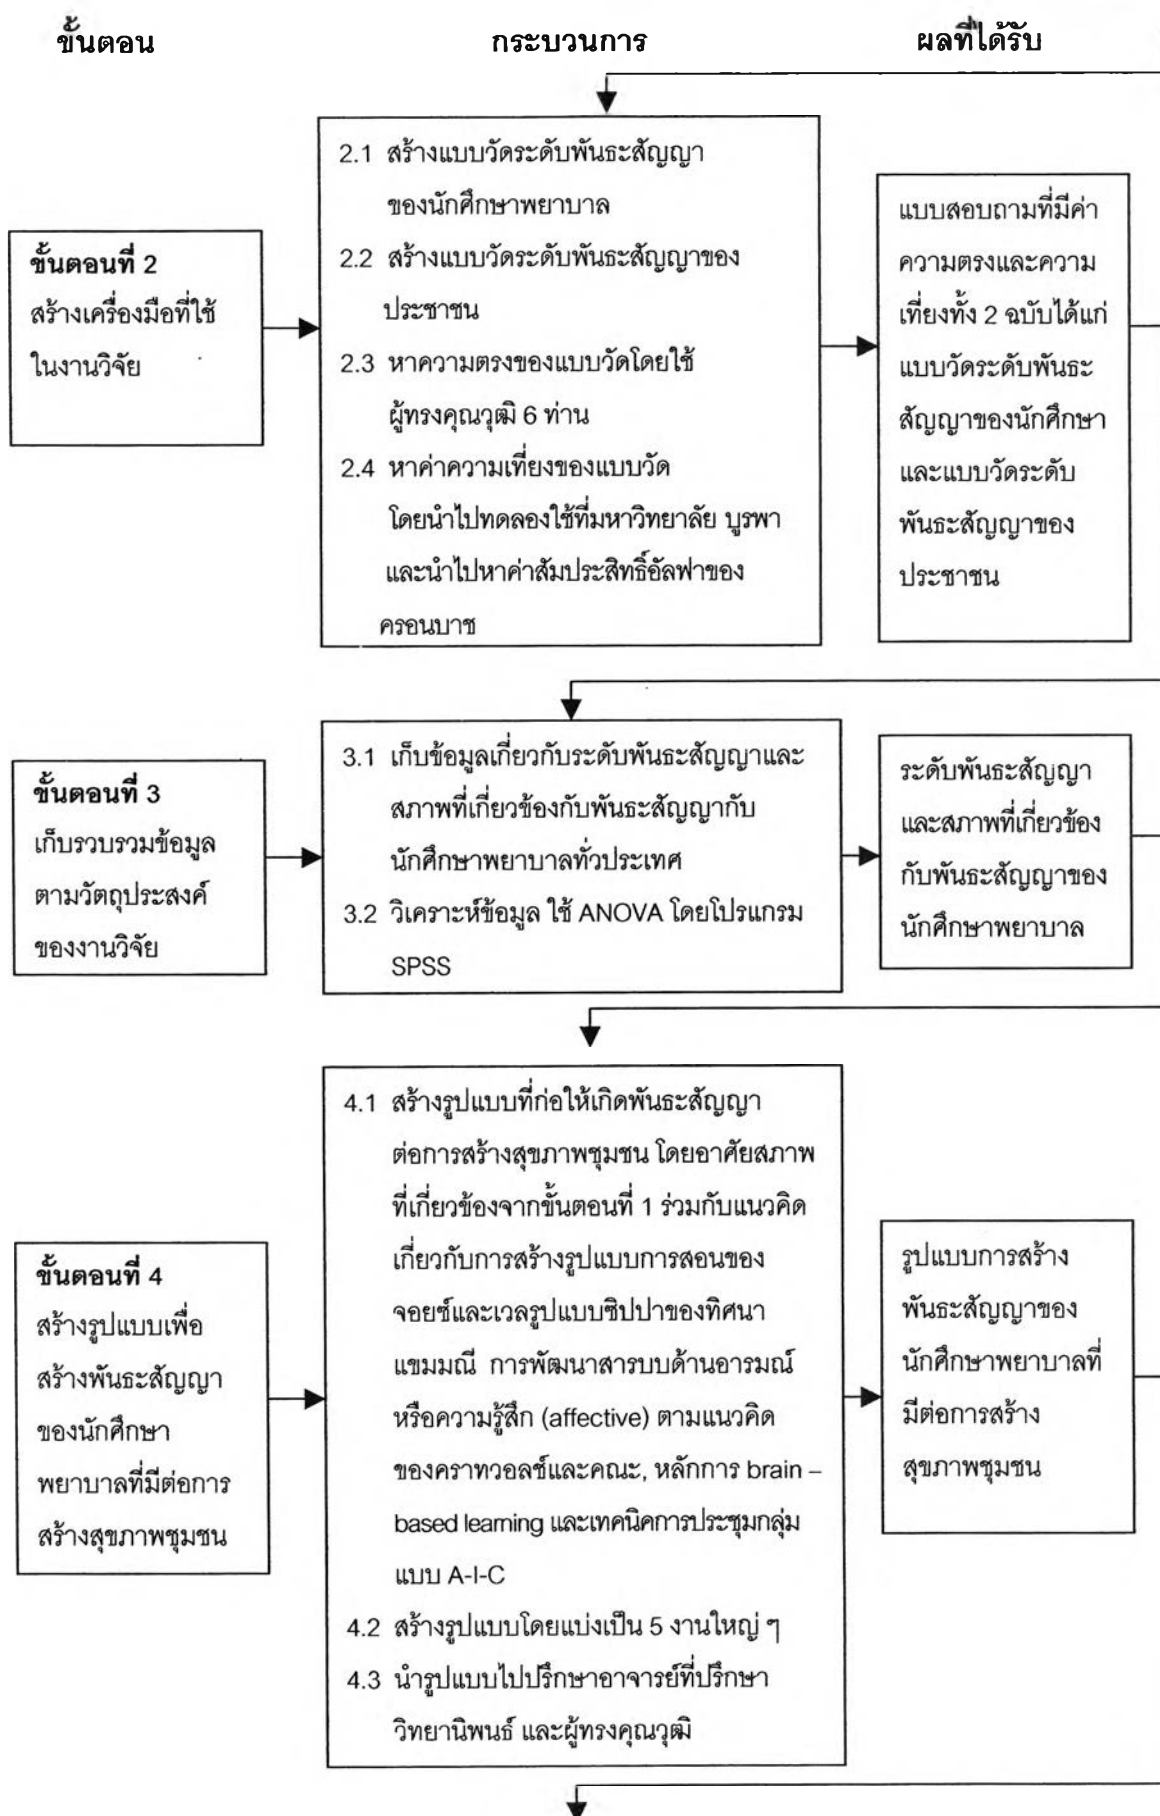 ขั้นตอน
กระบวนการ
ผลที่ได้รับ
ขั้นตอนที่ 2
สร้างเครื่องมือที่ใช้
ในงานวิจัย
2.1 สร้างแบบวัดระดับพันธะสัญญา
ของนักศึกษาพยาบาล
2.2 สร้างแบบวัดระดับพันธะสัญญาของ
ประชาชน
2.3 หาความตรงของแบบวัดโดยใช้
ผู้ทรงคุณวุฒิ 6 ท่าน
2.4 หาค่าความเที่ยงของแบบวัด
โดยนำไปทดลองใช้ที่มหาวิทยาลัย บูรพา
และนำไปหาค่าสัมประสิทธิ์อัลฟาของ
ครอนบาช
แบบสอบถามที่มีค่า
ความตรงและความ
เที่ยงทั้ง 2 ฉบับได้แก่
แบบวัดระดับพันธะ
สัญญาของนักศึกษา
และแบบวัดระดับ
พันธะสัญญาของ
ประชาชน
ขั้นตอนที่ 3
เก็บรวบรวมข้อมูล
ตามวัตถุประสงค์
ของงานวิจัย
3.1 เก็บข้อมูลเกี่ยวกับระดับพันธะสัญญาและ
สภาพที่เกี่ยวข้องกับพันธะสัญญากับ
นักศึกษาพยาบาลทั่วประเทศ
3.2 วิเคราะห์ข้อมูล ใช้ ANOVA โดยโปรแกรม
SPSS
ระดับพันธะสัญญา
และสภาพที่เกี่ยวข้อง
กับพันธะสัญญาของ
นักศึกษาพยาบาล
ขั้นตอนที่ 4
สร้างรูปแบบเพื่อ
สร้างพันธะสัญญา
ของนักศึกษา
พยาบาลที่มีต่อการ
สร้างสุขภาพชุมชน
4.1 สร้างรูปแบบที่ก่อให้เกิดพันธะสัญญา
ต่อการสร้างสุขภาพชุมชน โดยอาศัยสภาพ
ที่เกี่ยวข้องจากขั้นตอนที่ 1 ร่วมกับแนวคิด
เกี่ยวกับการสร้างรูปแบบการสอนของ
จอยซ์และเวลรูปแบบซิปปาของทิศนา
แขมมณี การพัฒนาสารบบด้านอารมณ์
หรือความรู้สึก (affective) ตามแนวคิด
ของคราทวอลซ์และคณะ, หลักการ brain –
based learning และเทคนิคการประชุมกลุ่ม
แบบ A-I-C
4.2 สร้างรูปแบบโดยแบ่งเป็น 5 งานใหญ่ ๆ
4.3 นำรูปแบบไปปรึกษาอาจารย์ที่ปรึกษา
วิทยานิพนธ์ และผู้ทรงคุณวุฒิ
รูปแบบการสร้าง
พันธะสัญญาของ
นักศึกษาพยาบาลที่
มีต่อการสร้าง
สุขภาพชุมชน